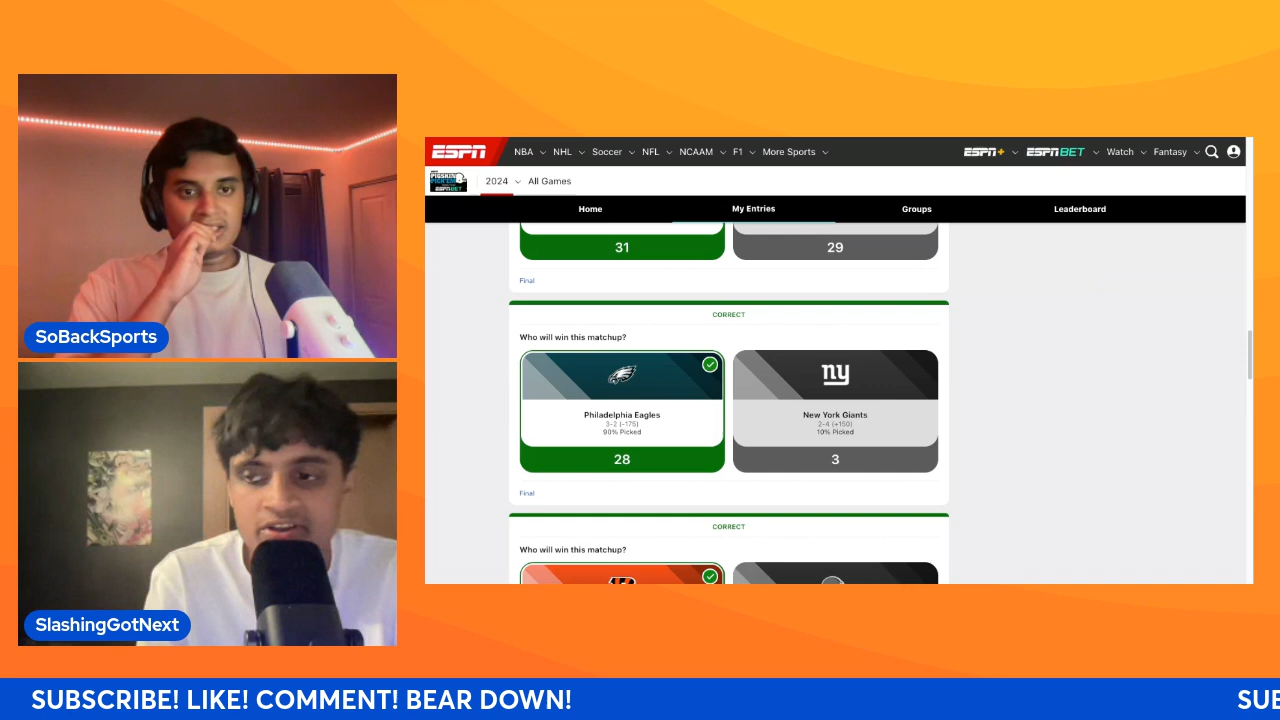 SoBackSports
SlashingGotNext
ESPN NBA NHL Soccer NFL NCAAM F1 More Sports ESPN+ ESPN BET Watch Fantasy
2024 All Games
Home My Entries Groups Leaderboard
31 29
Final
CORRECT
Who will win this matchup?
ny
Philadelphia Eagles New York Giants
3-2 (-175) 2-4 (+150)
90% Picked 10% Picked
28 3
Final
CORRECT
Who will win this matchup?
SUBSCRIBE! LIKE! COMMENT! BEAR DOWN! SUB